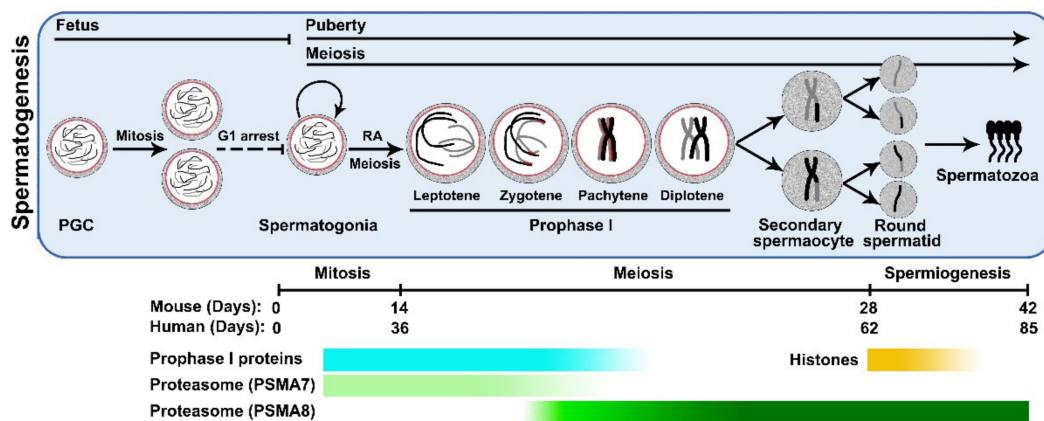 Spermatogenesis
Fetus
Puberty
Meiosis
Mitosis
G1 arrest
RA
Meiosis
Leptotene
Zygotene
Pachytene
Diplotene
Spermatozoa
PGC
Spermatogonia
Prophase I
Secondary
spermaocyte
Round
spermatid
Mitosis
Meiosis
Spermiogenesis
Mouse (Days): 0 14 28 42
Human (Days): 0 36 62 85
Prophase I proteins
Histones
Proteasome (PSMA7)
Proteasome (PSMA8)